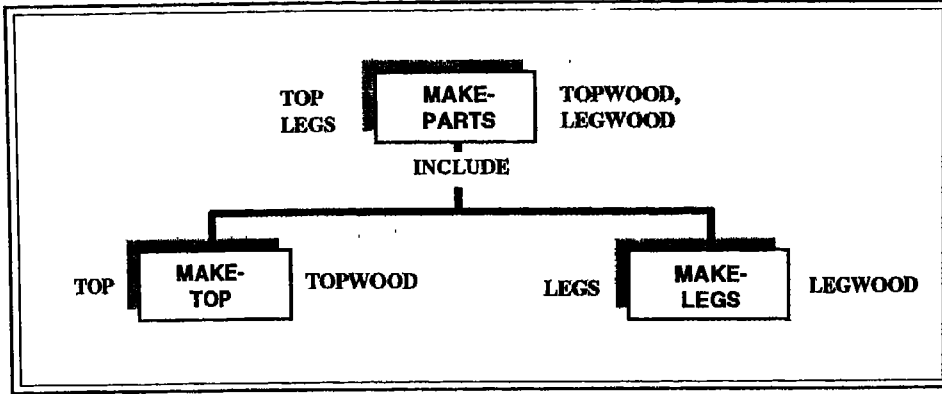 TOP
LEGS
MAKE-
PARTS
TOPWOOD,
LEGWOOD
INCLUDE
TOP
MAKE-
TOP
TOPWOOD
LEGS
MAKE-
LEGS
LEGWOOD